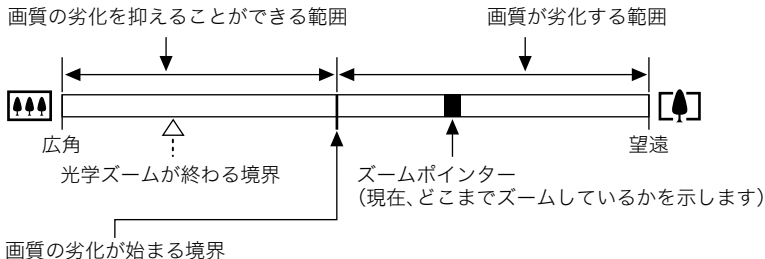 画質の劣化を抑えることができる範囲
画質が劣化する範囲
広角
望遠
光学ズームが終わる境界
ズームポインター
(現在、どこまでズームしているかを示します)
画質の劣化が始まる境界